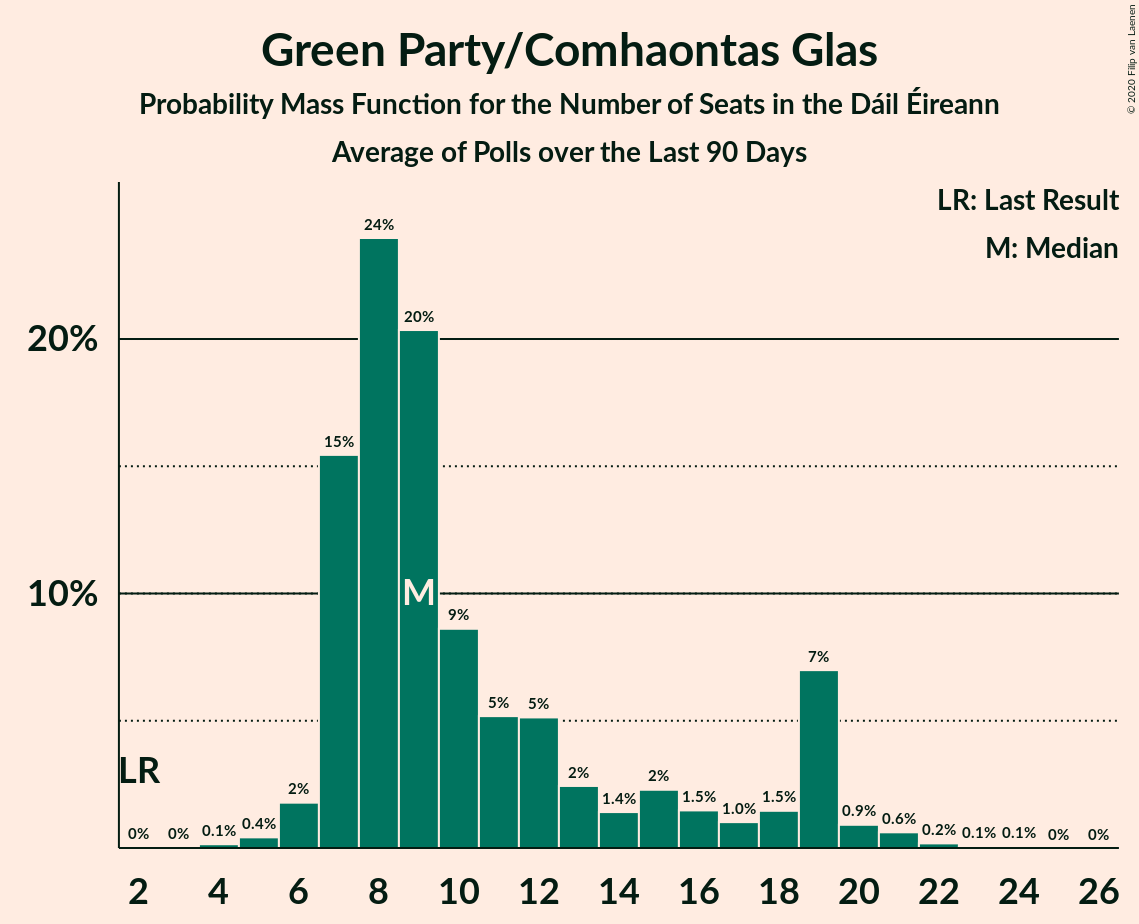 Green Party/Comhaontas Glas
Probability Mass Function for the Number of Seats in the Dáil Éireann
Average of Polls over the Last 90 Days
© 2020 Filip van Laenen
LR: Last Result
M: Median
24%
20%
20%
15%
10%
M
9%
7%
5% 5%
LR
2%
2%
2%
1.4%
1.5%
1.0%
1.5%
0.9%
0.6%
0% 0% 0.1% 0.4%
0.2% 0.1% 0.1% 0% 0%
2 4 6 8 10 12 14 16 18 20 22 24 26